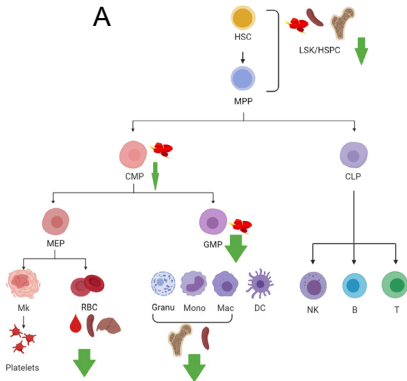 A
HSC
LSK/HSPC
MPP
CMP
CLP
MEP
GMP
Mk
RBC
Granu
Mono
Mac
DC
NK
B
T
Platelets